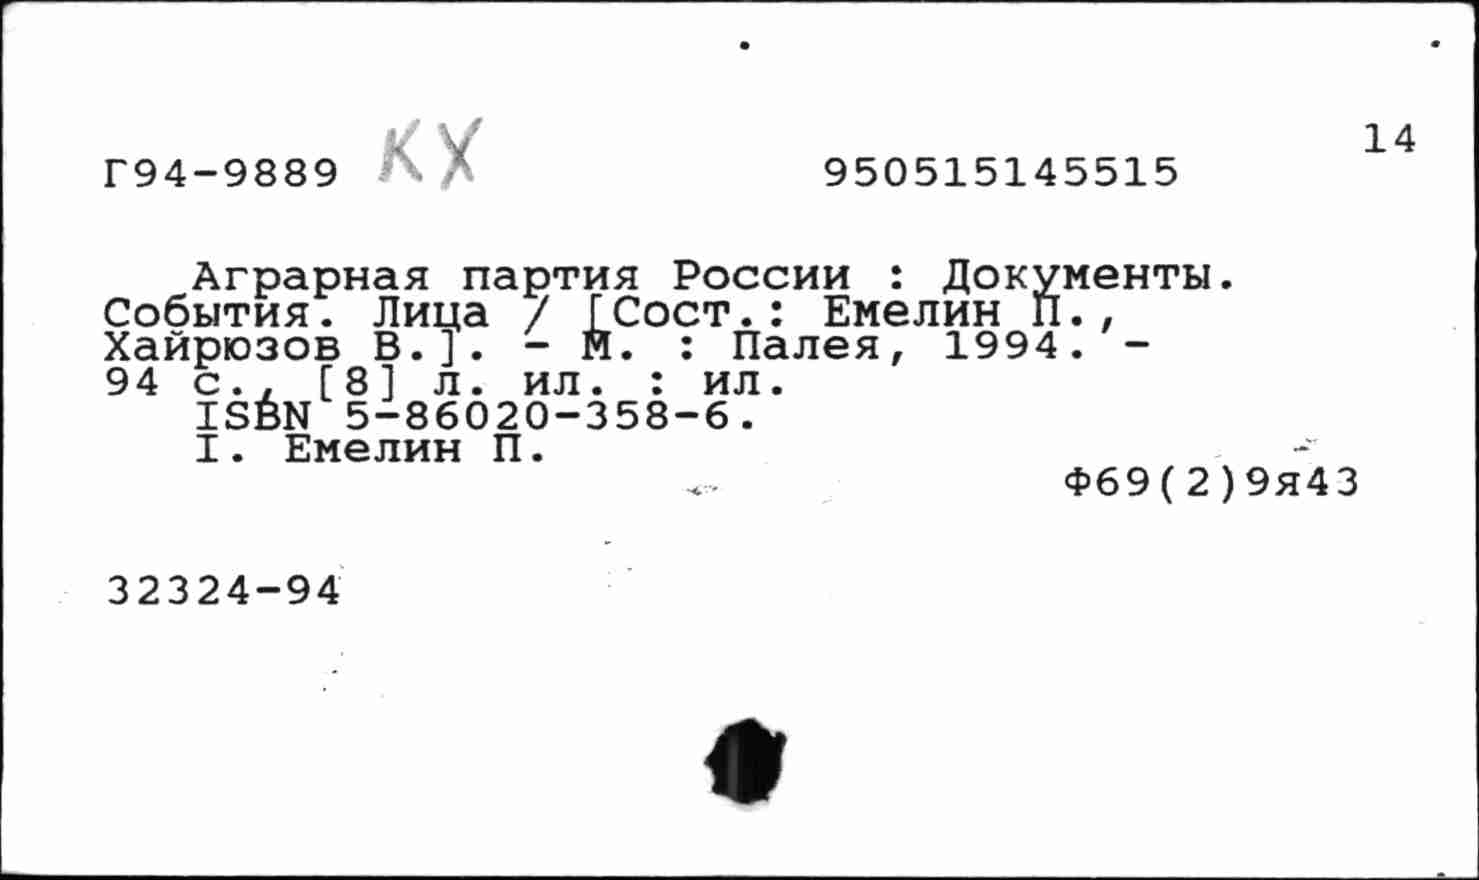 14
Г94-9889 КХ 950515145515
Аграрная партия России : Документы.
События. Лица / [Сост.: Емелин П.,
Хайрюзов В.]. - М. : Палея, 1994. -
94 с., [8] л. ил. : ил.
ISBN 5-86020-358-6.
I. Емелин П.
Ф69(2)9я43
32324-94